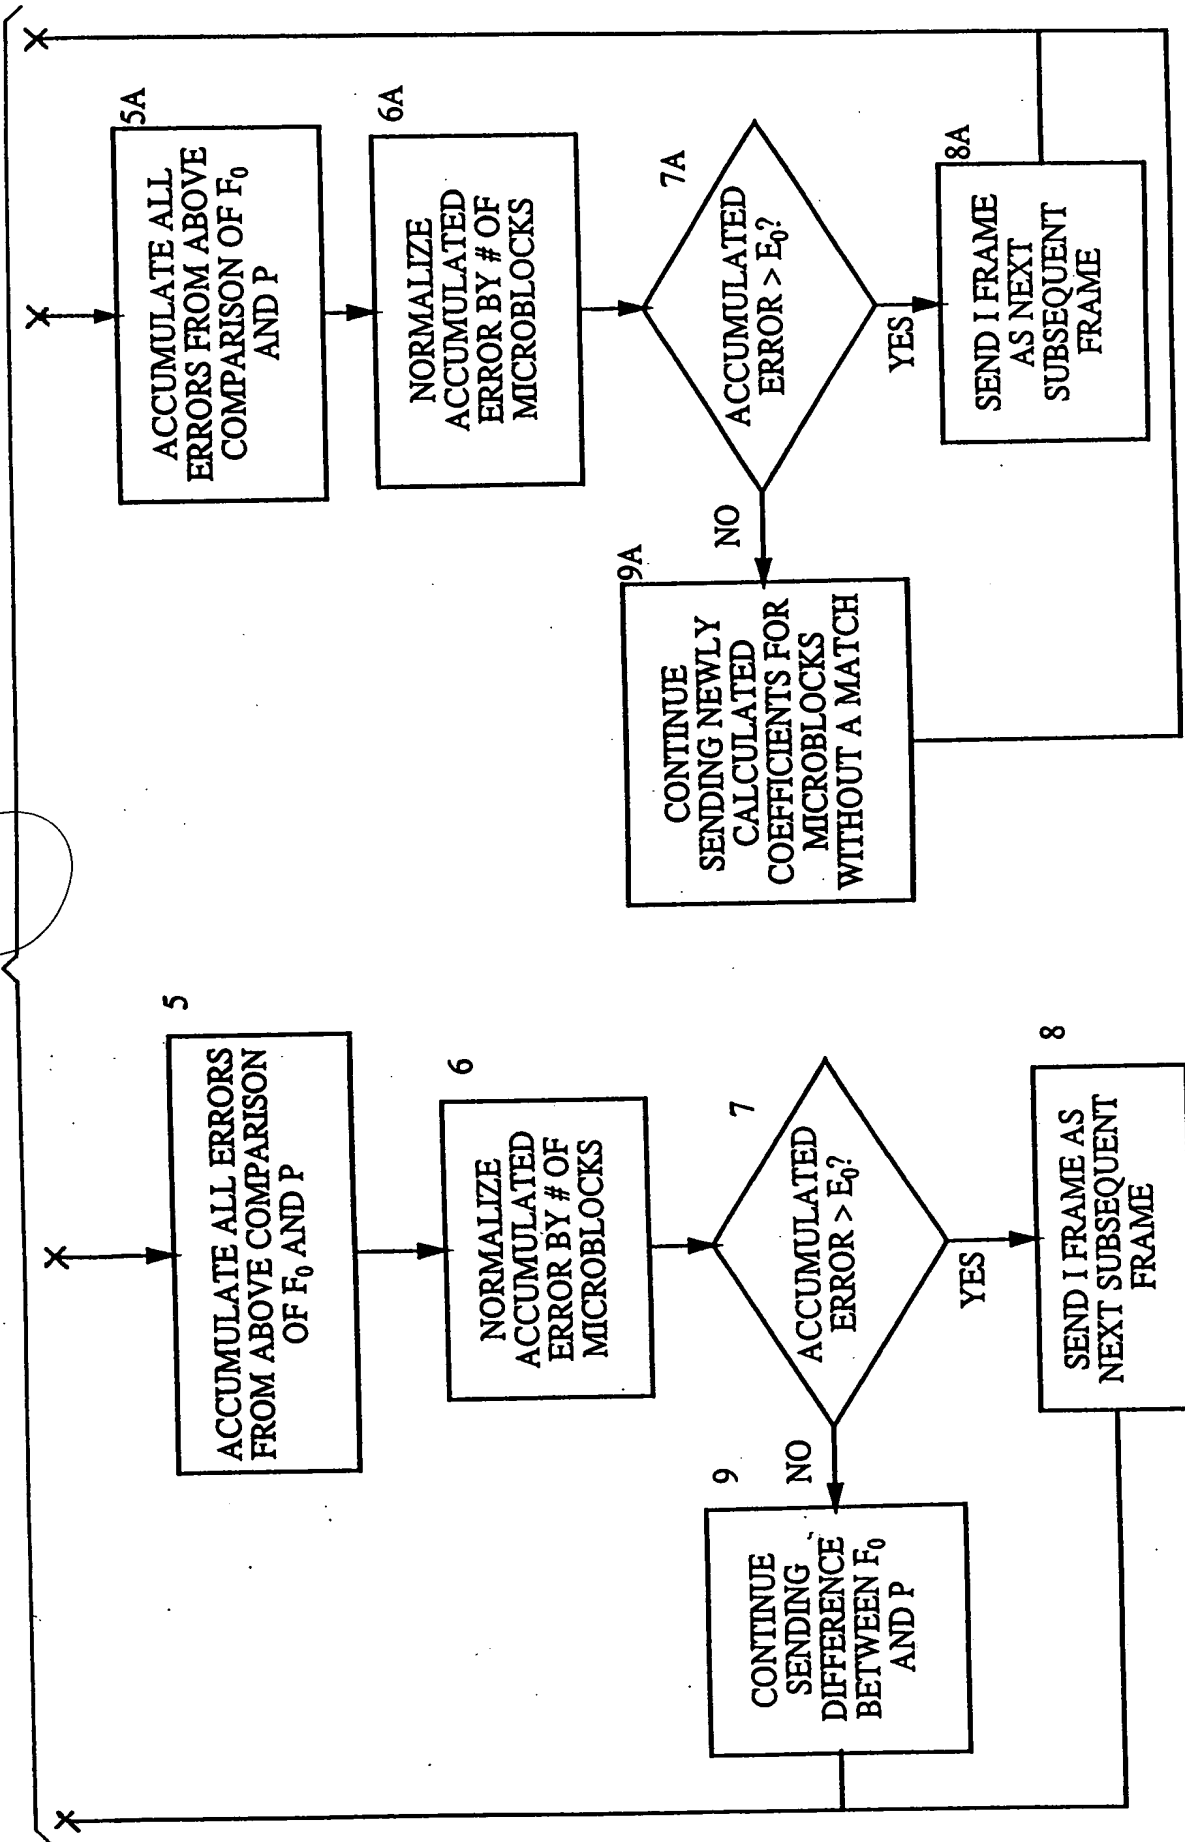 5
ACCUMULATE ALL ERRORS
FROM ABOVE COMPARISON
OF F₀ AND P
6
NORMALIZE
ACCUMULATED
ERROR BY # OF
MICROBLOCKS
7
ACCUMULATED
ERROR > E₀?
NO
YES
9
CONTINUE
SENDING
DIFFERENCE
BETWEEN F₀
AND P
8
SEND I FRAME AS
NEXT SUBSEQUENT
FRAME
5A
ACCUMULATE ALL
ERRORS FROM ABOVE
COMPARISON OF F₀
AND P
6A
NORMALIZE
ACCUMULATED
ERROR BY # OF
MICROBLOCKS
7A
ACCUMULATED
ERROR > E₀?
NO
YES
9A
CONTINUE
SENDING NEWLY
CALCULATED
COEFFICIENTS FOR
MICROBLOCKS
WITHOUT A MATCH
8A
SEND I FRAME
AS NEXT
SUBSEQUENT
FRAME